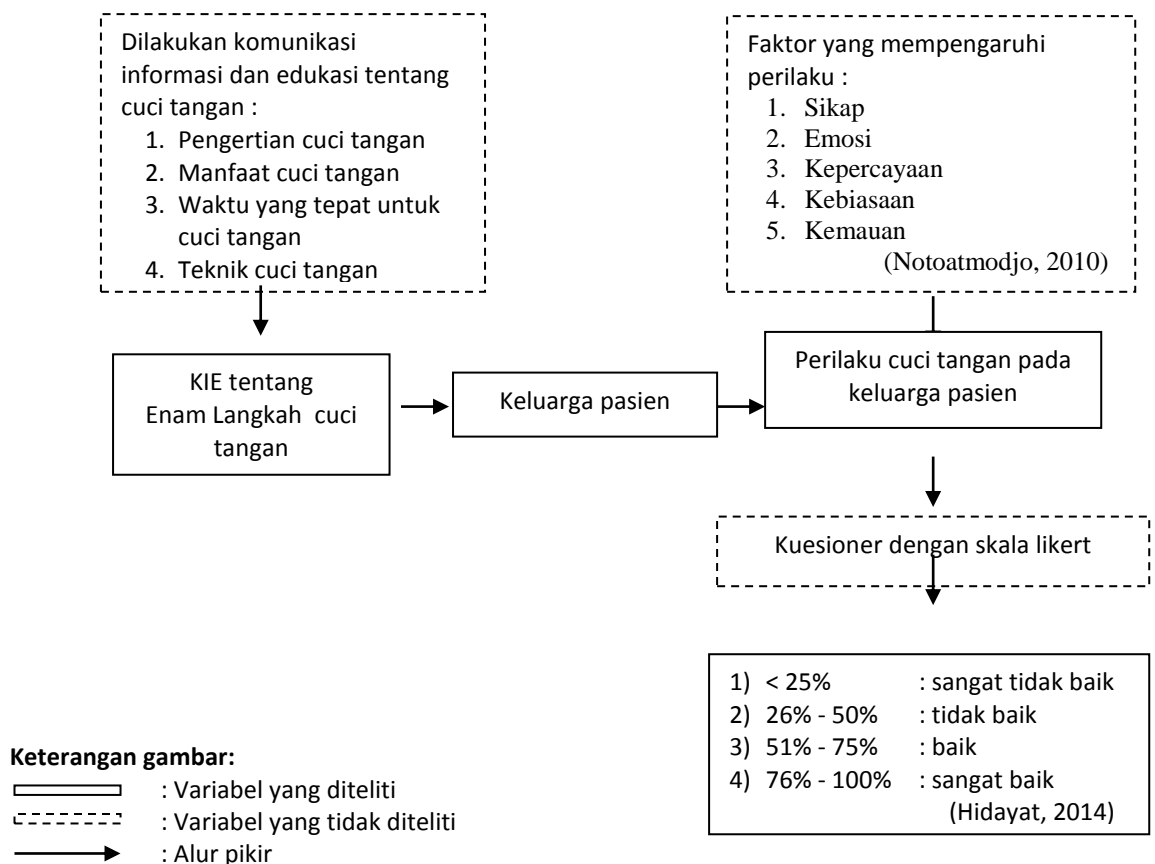 Dilakukan komunikasi
informasi dan edukasi tentang
cuci tangan :
1. Pengertian cuci tangan
2. Manfaat cuci tangan
3. Waktu yang tepat untuk
cuci tangan
4. Teknik cuci tangan
Faktor yang mempengaruhi
perilaku :
1. Sikap
2. Emosi
3. Kepercayaan
4. Kebiasaan
5. Kemauan
(Notoatmodjo, 2010)
KIE tentang
Enam Langkah cuci
tangan
Keluarga pasien
Perilaku cuci tangan pada
keluarga pasien
Kuesioner dengan skala likert
1) < 25% : sangat tidak baik
2) 26% - 50% : tidak baik
3) 51% - 75% : baik
4) 76% - 100% : sangat baik
(Hidayat, 2014)
Keterangan gambar:
: Variabel yang diteliti
: Variabel yang tidak diteliti
: Alur pikir